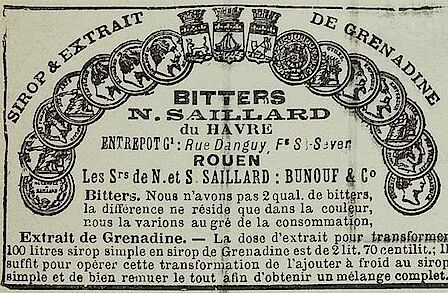 SIROP & EXTRAIT DE GRENADINE
BITTERS
N. SAILLARD
du HAVRE
ENTREPOT Gˡ : Rue Danguy, Fᵍ Sᵗ-Sever
ROUEN
Les Sʳˢ de N. et S. SAILLARD : BUNOUF & Cᵒ
Bitters. Nous n'avons pas 2 qual. de bitters,
la différence ne réside que dans la couleur,
nous la varions au gré de la consommation,
Extrait de Grenadine. — La dose d'extrait pour transformer
100 litres sirop simple en sirop de Grenadine est de 2 lit. 70 centilit.; il
suffit pour opérer cette transformation de l'ajouter à froid au sirop
simple et de bien remuer le tout afin d'obtenir un mélange complet.